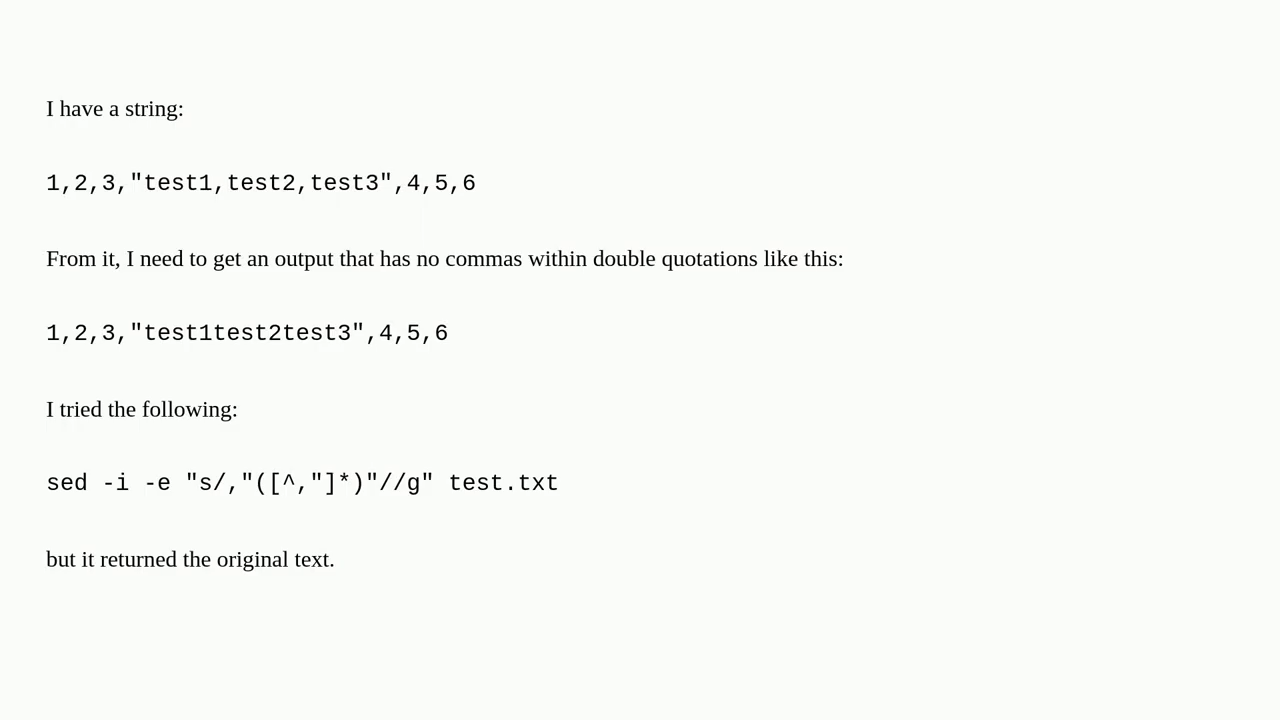 I have a string:
1,2,3,"test1,test2,test3",4,5,6
From it, I need to get an output that has no commas within double quotations like this:
1,2,3,"test1test2test3",4,5,6
I tried the following:
sed -i -e "s/,"([^,"]*)"//g" test.txt
but it returned the original text.